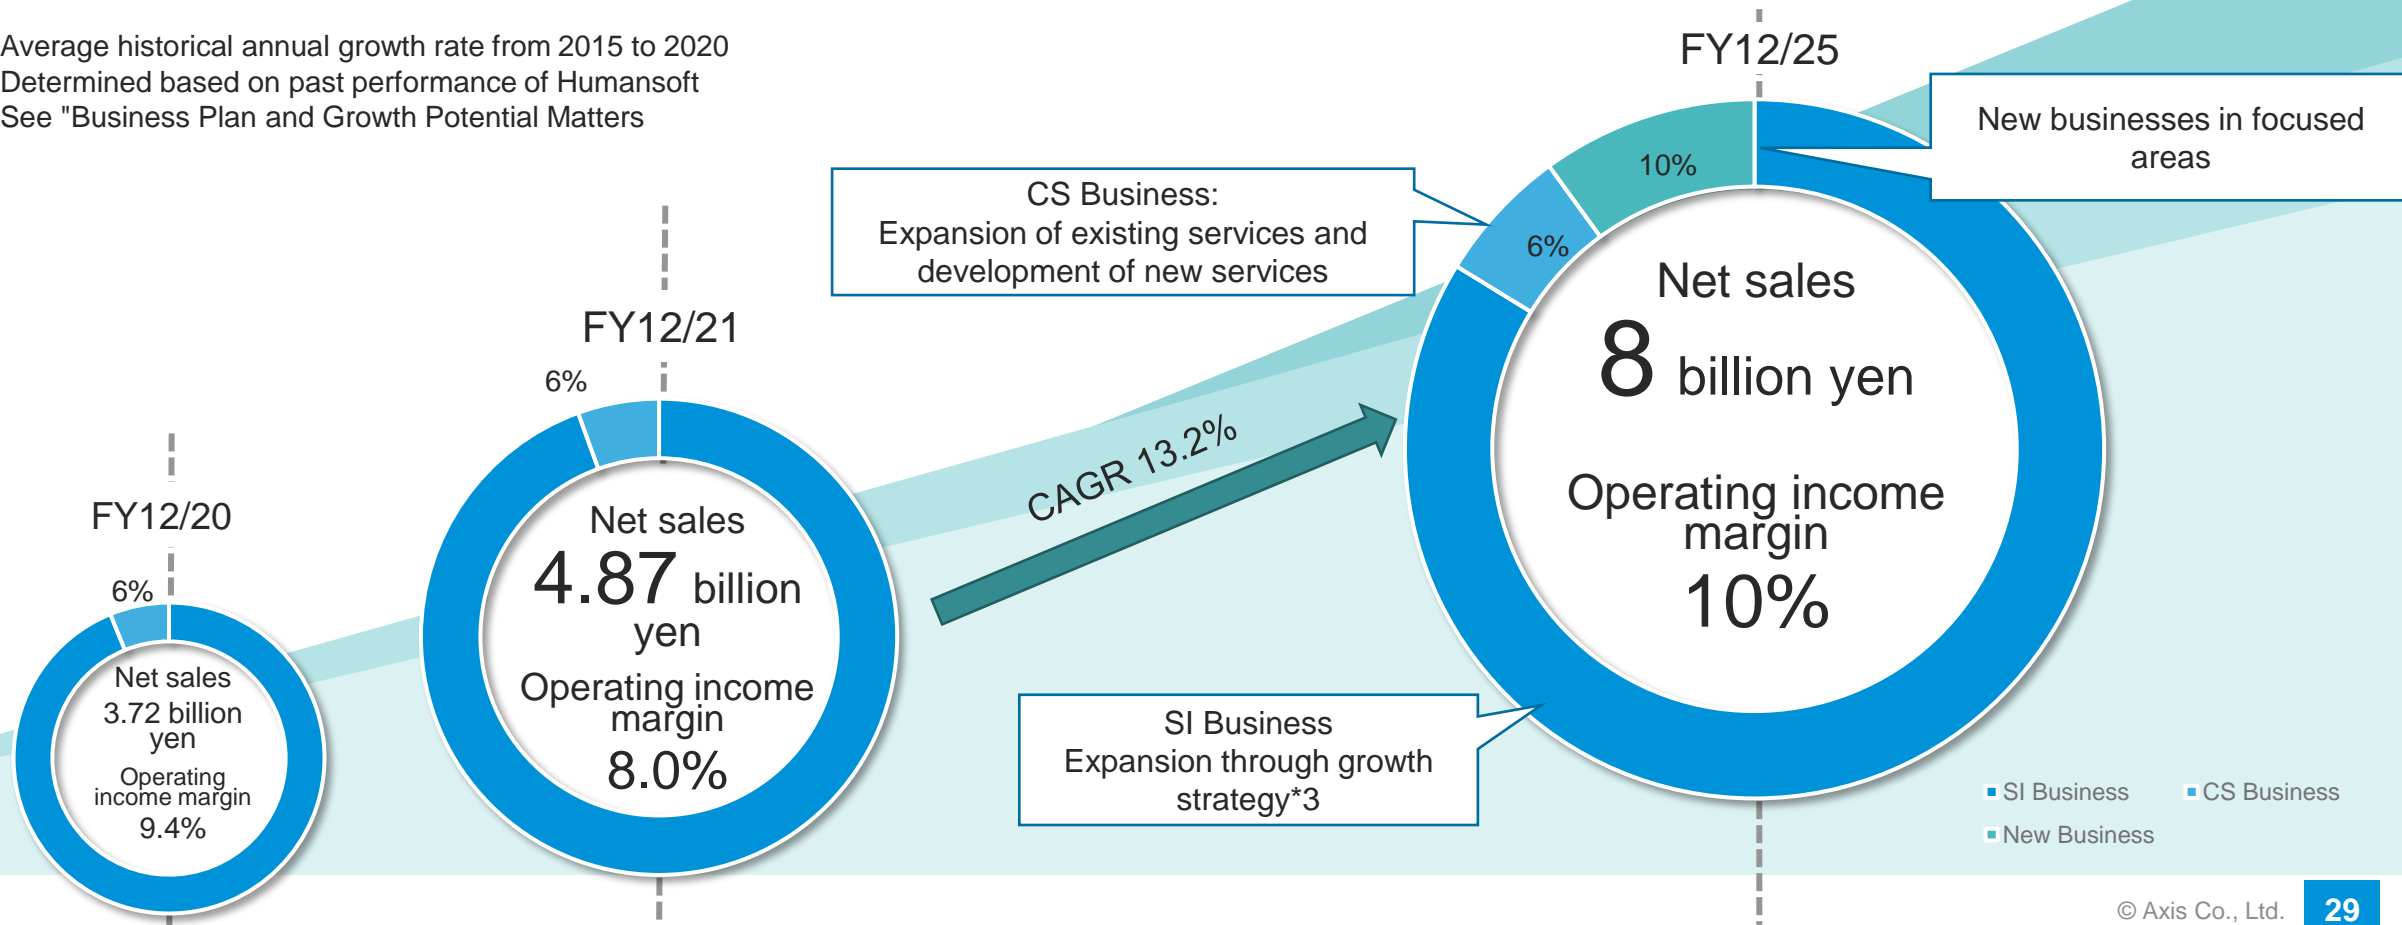 Average historical annual growth rate from 2015 to 2020
Determined based on past performance of Humansoft
See "Business Plan and Growth Potential Matters
FY12/20
6%
Net sales
3.72 billion
yen
Operating
income margin
9.4%
FY12/21
6%
Net sales
4.87 billion
yen
Operating income
margin
8.0%
CAGR 13.2%
CS Business:
Expansion of existing services and
development of new services
SI Business
Expansion through growth
strategy*3
FY12/25
New businesses in focused
areas
10%
6%
Net sales
8 billion yen
Operating income
margin
10%
SI Business
CS Business
New Business
© Axis Co., Ltd.
29